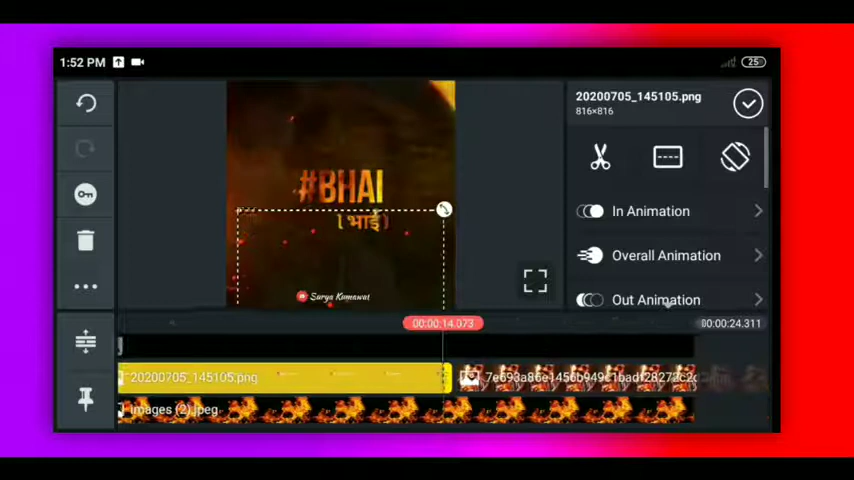 1:52 PM
25
20200705_145105.png
816×816
#BHAI
(भाई)
Surya Kumawat
In Animation
Overall Animation
Out Animation
00:00:14.073
00:00:24.311
20200705_145105.png
images (2).jpeg